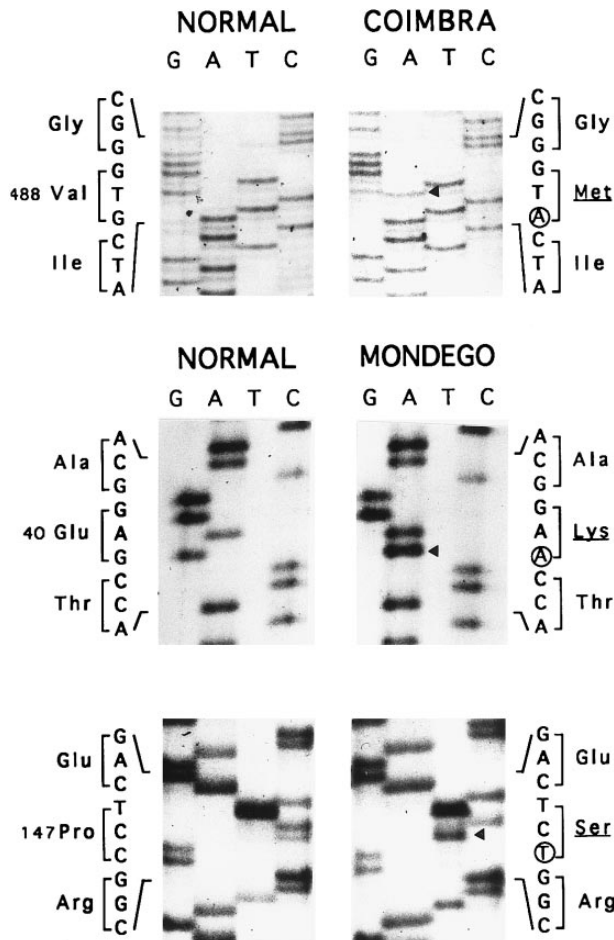 NORMAL COIMBRA
G A T C G A T C
C C
Gly G G Gly
G G
G G
488 Val T T Met
G A
C C
Ile T T Ile
A A
NORMAL MONDEGO
G A T C G A T C
A A
Ala C C Ala
G G
G G
40 Glu A A Lys
G A
C C
Thr C C Thr
A A
G G
Glu A A Glu
C C
T T
147Pro C C Ser
C T
G G
Arg G G Arg
C C